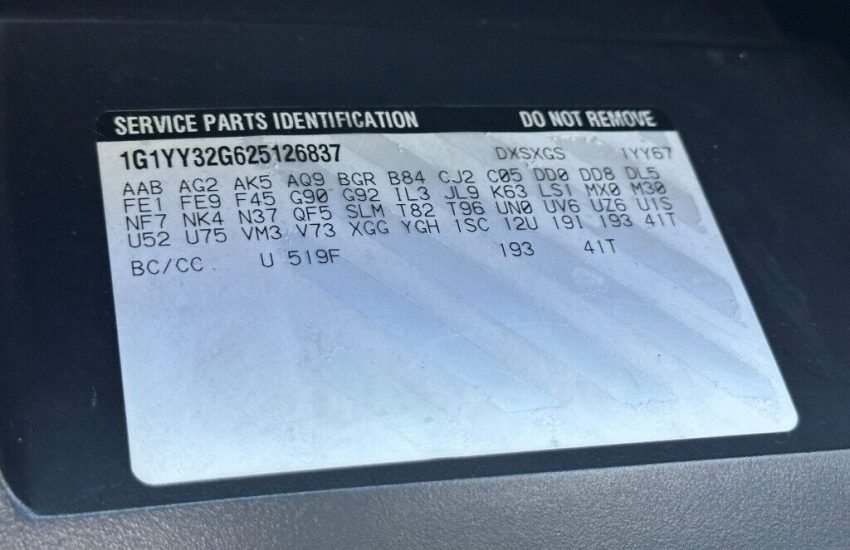 SERVICE PARTS IDENTIFICATION DO NOT REMOVE
1G1YY32G625126837 DXSXGS 1YY67
AAB AG2 AK5 AQ9 BGR B84 CJ2 C05 DD0 DD8 DL5
FE1 FE9 F45 G90 G92 IL3 JL9 K63 LS1 MX0 M30
NF7 NK4 N37 QF5 SLM T82 T96 UN0 UV6 UZ6 U1S
U52 U75 VM3 V73 XGG YGH 1SC 12U 19I 193 41T
BC/CC U 519F 193 41T